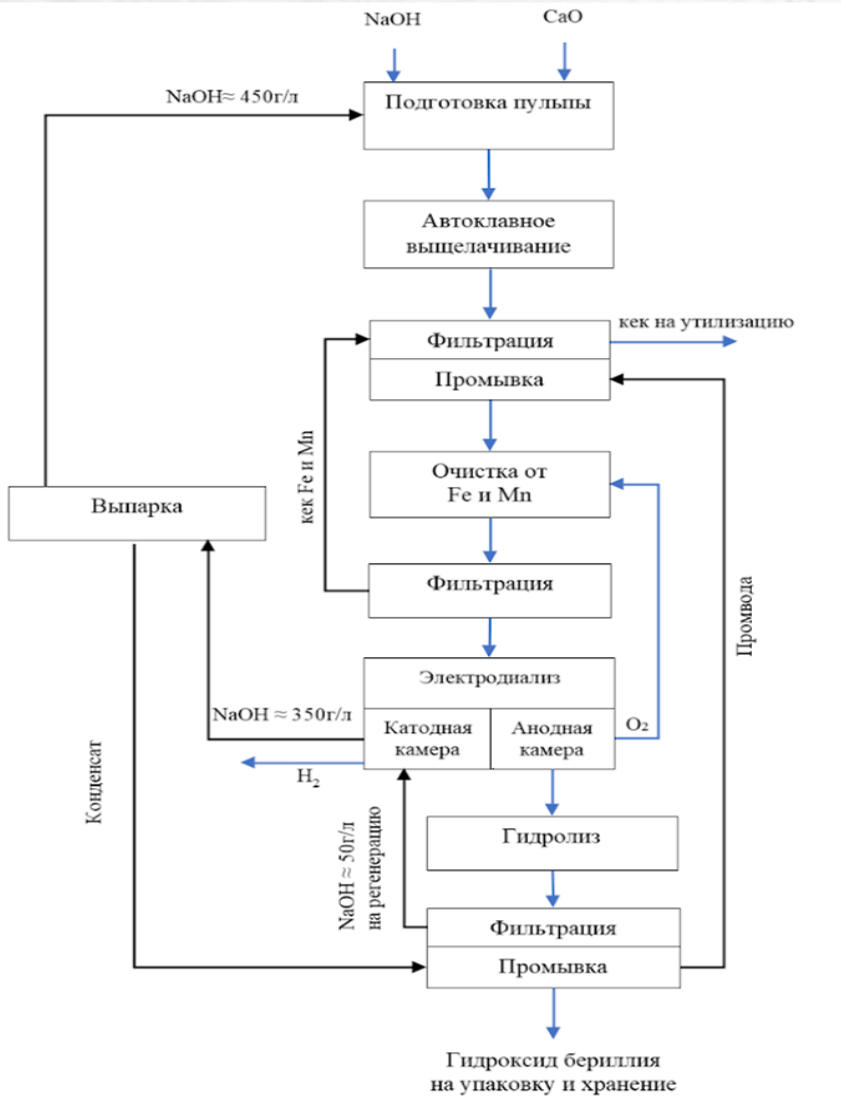 NaOH
CaO
NaOH≈ 450г/л
Подготовка пульпы
Автоклавное
выщелачивание
кек на утилизацию
Фильтрация
Промывка
кек Fe и Mn
Очистка от
Fe и Mn
Выпарка
Фильтрация
Промвода
Электродиализ
NaOH ≈ 350г/л
Катодная
камера
Анодная
камера
O₂
H₂
Конденсат
NaOH ≈ 50г/л
на регенерацию
Гидролиз
Фильтрация
Промывка
Гидроксид бериллия
на упаковку и хранение